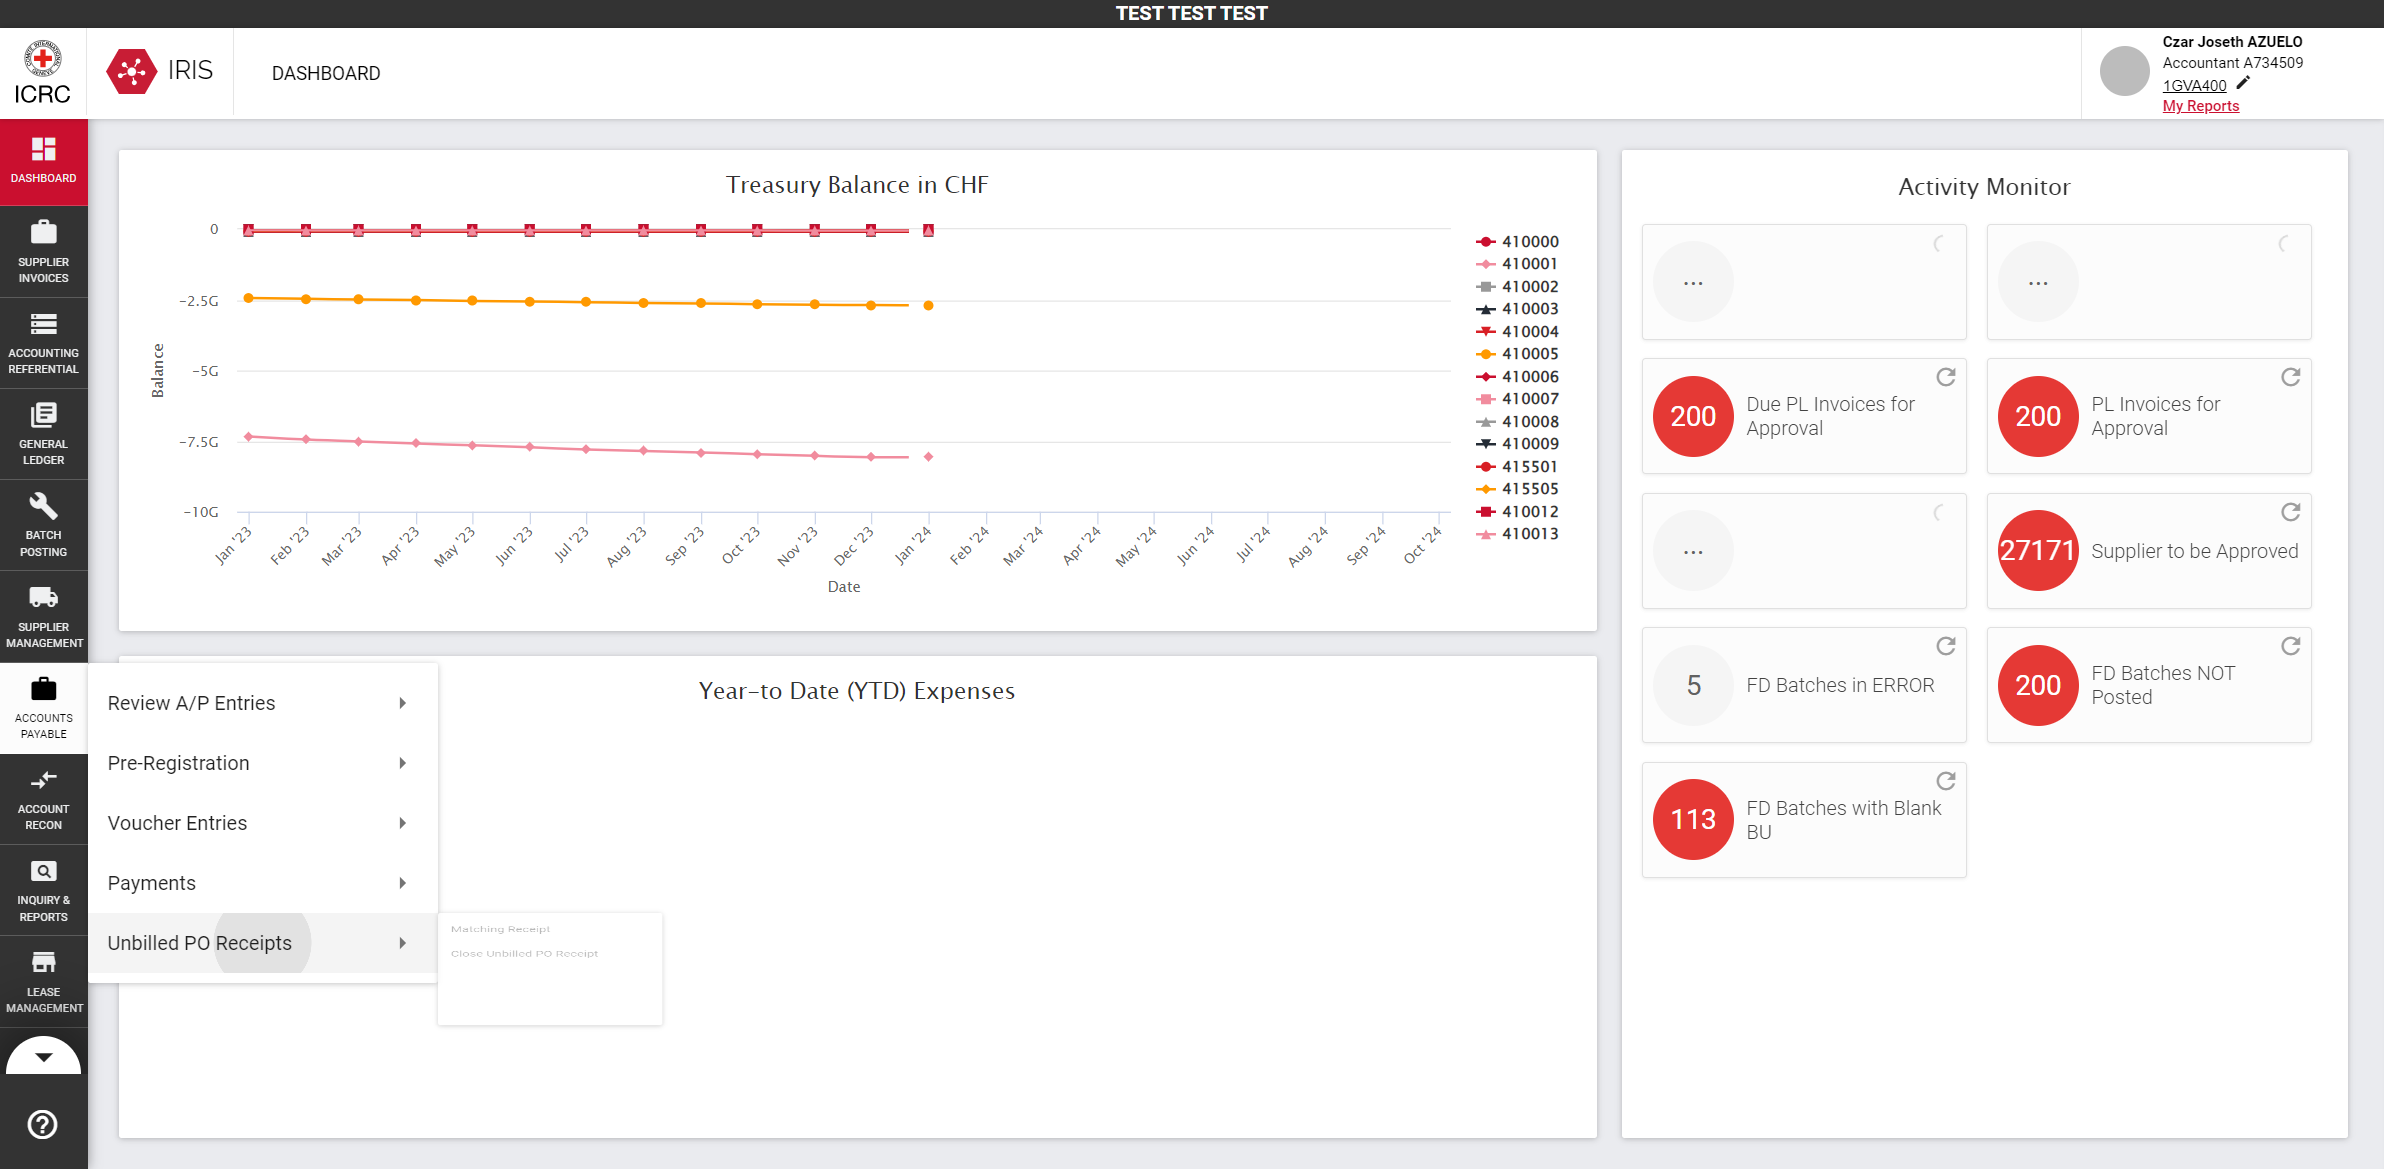 TEST TEST TEST
ICRC
IRIS
DASHBOARD
Czar Joseth AZUELO
Accountant A734509
1GVA400
My Reports
DASHBOARD
SUPPLIER
INVOICES
ACCOUNTING
REFERENTIAL
GENERAL
LEDGER
BATCH
POSTING
SUPPLIER
MANAGEMENT
ACCOUNTS
PAYABLE
ACCOUNT
RECON
INQUIRY &
REPORTS
LEASE
MANAGEMENT
Treasury Balance in CHF
0
-2.5G
-5G
-7.5G
-10G
Balance
Jan '23
Feb '23
Mar '23
Apr '23
May '23
Jun '23
Jul '23
Aug '23
Sep '23
Oct '23
Nov '23
Dec '23
Jan '24
Feb '24
Mar '24
Apr '24
May '24
Jun '24
Jul '24
Aug '24
Sep '24
Oct '24
Date
410000
410001
410002
410003
410004
410005
410006
410007
410008
410009
415501
415505
410012
410013
Year-to Date (YTD) Expenses
Review A/P Entries
Pre-Registration
Voucher Entries
Payments
Unbilled PO Receipts
Matching Receipt
Close Unbilled PO Receipt
Activity Monitor
...
...
200
Due PL Invoices for
Approval
200
PL Invoices for
Approval
...
27171
Supplier to be Approved
5
FD Batches in ERROR
200
FD Batches NOT
Posted
113
FD Batches with Blank
BU